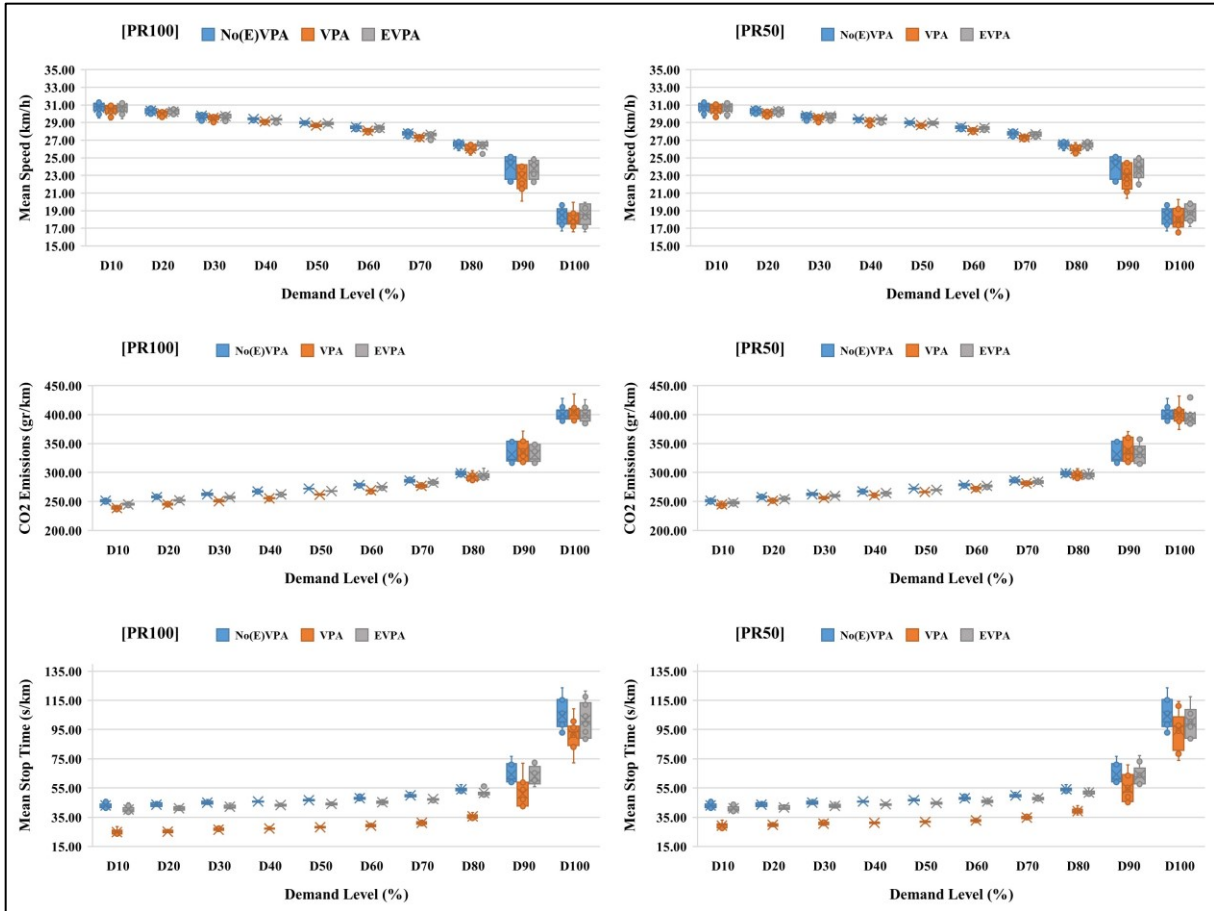 [PR100] No(E)VPA VPA EVPA
Mean Speed (km/h)
35.00
33.00
31.00
29.00
27.00
25.00
23.00
21.00
19.00
17.00
15.00
D10 D20 D30 D40 D50 D60 D70 D80 D90 D100
Demand Level (%)
[PR50] No(E)VPA VPA EVPA
Mean Speed (km/h)
35.00
33.00
31.00
29.00
27.00
25.00
23.00
21.00
19.00
17.00
15.00
D10 D20 D30 D40 D50 D60 D70 D80 D90 D100
Demand Level (%)
[PR100] No(E)VPA VPA EVPA
CO2 Emissions (gr/km)
450.00
400.00
350.00
300.00
250.00
200.00
D10 D20 D30 D40 D50 D60 D70 D80 D90 D100
Demand Level (%)
[PR50] No(E)VPA VPA EVPA
CO2 Emissions (gr/km)
450.00
400.00
350.00
300.00
250.00
200.00
D10 D20 D30 D40 D50 D60 D70 D80 D90 D100
Demand Level (%)
[PR100] No(E)VPA VPA EVPA
Mean Stop Time (s/km)
135.00
115.00
95.00
75.00
55.00
35.00
15.00
D10 D20 D30 D40 D50 D60 D70 D80 D90 D100
Demand Level (%)
[PR50] No(E)VPA VPA EVPA
Mean Stop Time (s/km)
135.00
115.00
95.00
75.00
55.00
35.00
15.00
D10 D20 D30 D40 D50 D60 D70 D80 D90 D100
Demand Level (%)